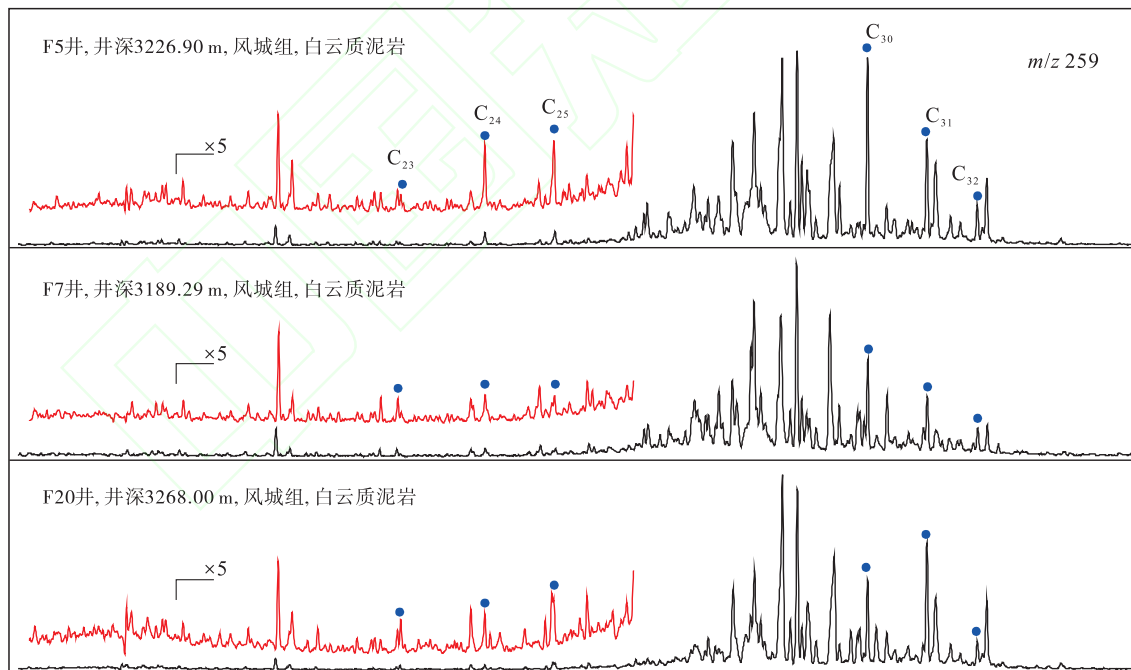 F5井, 井深3226.90 m, 风城组, 白云质泥岩
C₃₀
m/z 259
C₂₄
C₂₅
C₃₁
×5
C₂₃
C₃₂
F7井, 井深3189.29 m, 风城组, 白云质泥岩
×5
F20井, 井深3268.00 m, 风城组, 白云质泥岩
×5